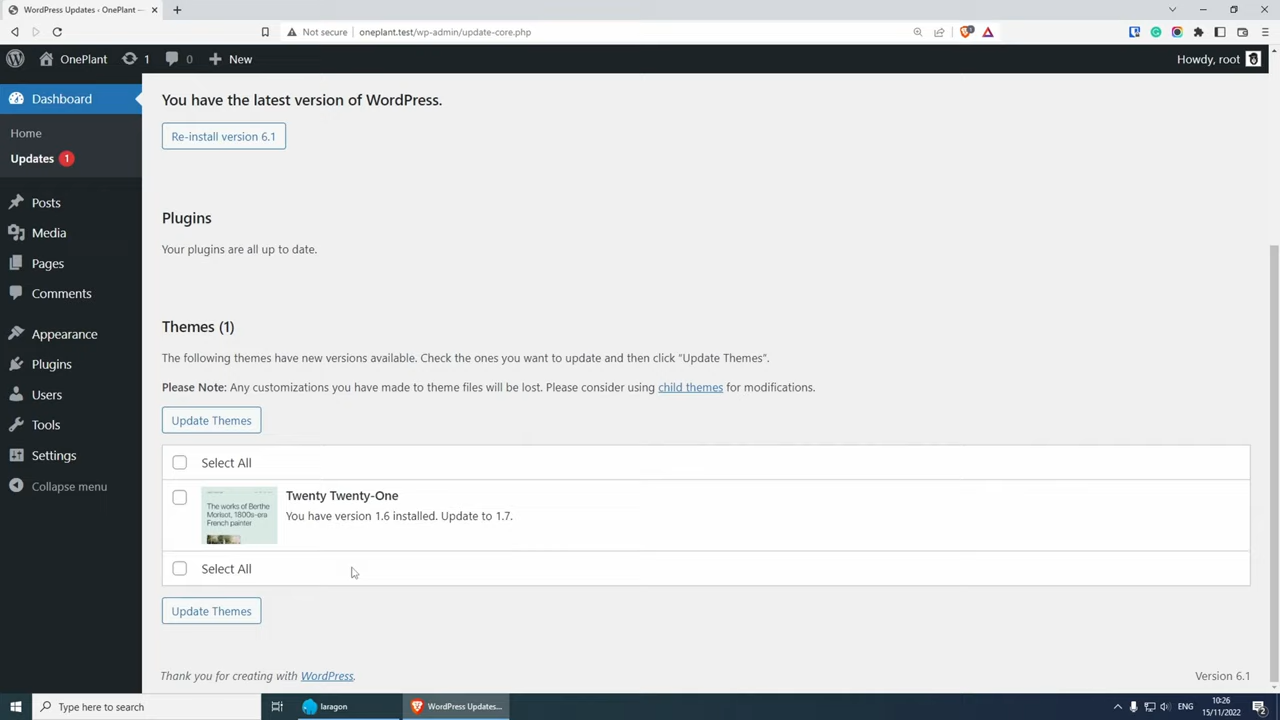 WordPress Updates ‹ OnePlant —
Not secure
oneplant.test/wp-admin/update-core.php
OnePlant
1
0
New
Howdy, root
Dashboard
Home
Updates 1
Posts
Media
Pages
Comments
Appearance
Plugins
Users
Tools
Settings
Collapse menu
You have the latest version of WordPress.
Re-install version 6.1
Plugins
Your plugins are all up to date.
Themes (1)
The following themes have new versions available. Check the ones you want to update and then click “Update Themes”.
Please Note: Any customizations you have made to theme files will be lost. Please consider using child themes for modifications.
Update Themes
Select All
The works of Berthe
Morisot, 1800s-era
French painter
Twenty Twenty-One
You have version 1.6 installed. Update to 1.7.
Select All
Update Themes
Thank you for creating with WordPress.
Version 6.1
Type here to search
laragon
WordPress Updates...
ENG
10:26
15/11/2022
2